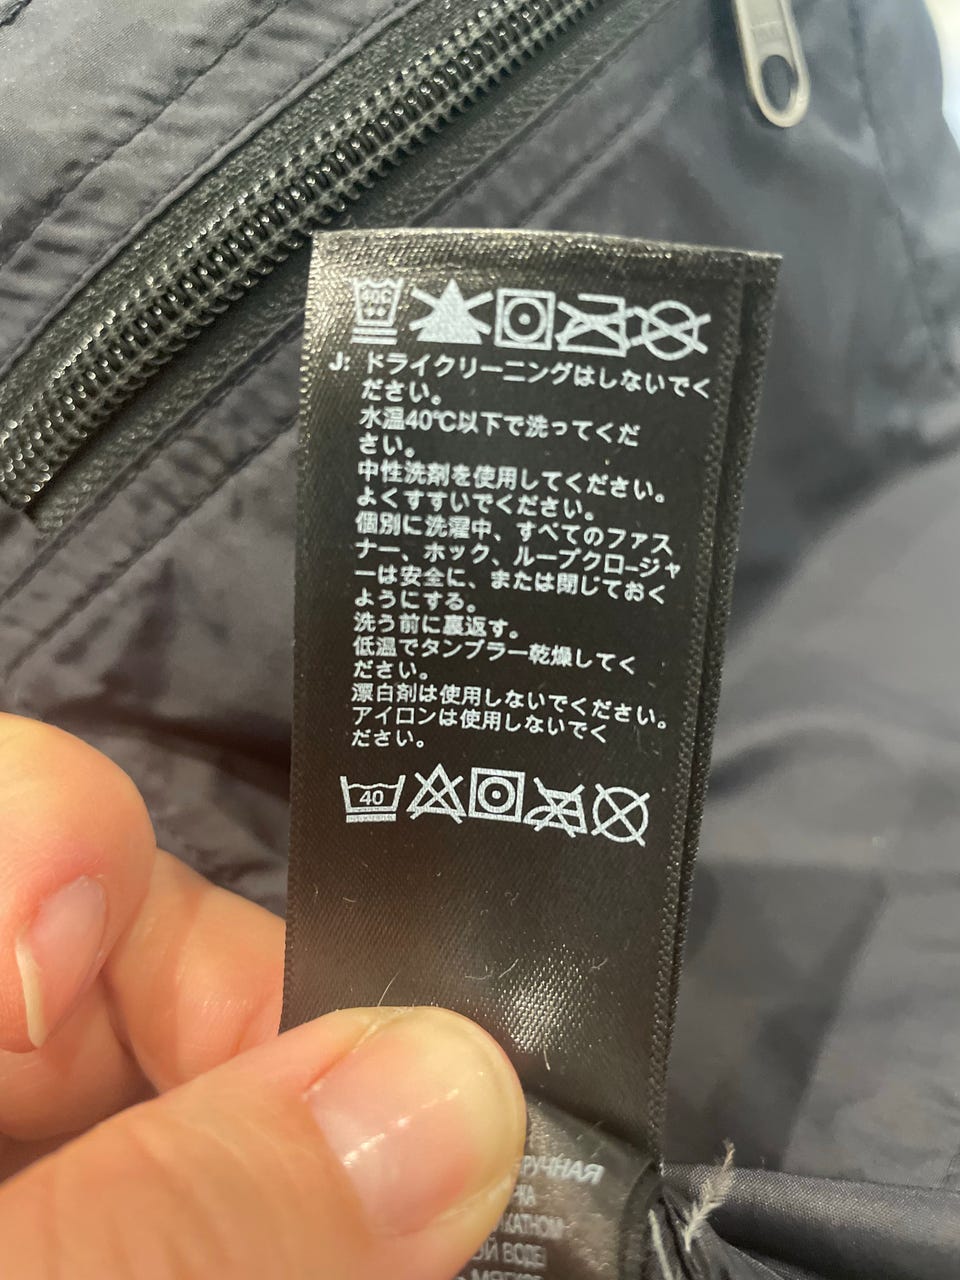 40C
J: ドライクリーニングはしないでく
ださい。
水温40℃以下で洗ってくだ
さい。
中性洗剤を使用してください。
よくすすいでください。
個別に洗濯中、すべてのファス
ナー、ホック、ループクロージャ
ーは安全に、または閉じておく
ようにする。
洗う前に裏返す。
低温でタンブラー乾燥してく
ださい。
漂白剤は使用しないでください。
アイロンは使用しないでく
ださい。
40
РУЧНАЯ
КАТНОМ
ОЙ ВОДЕ